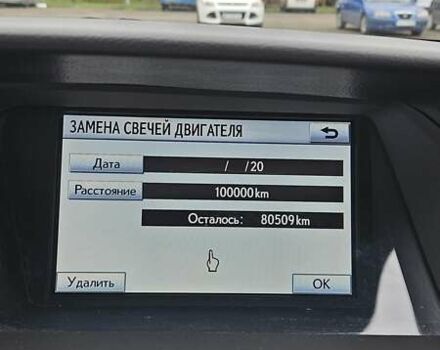 ЗАМЕНА СВЕЧЕЙ ДВИГАТЕЛЯ
Дата / /20
Расстояние 100000km
Осталось: 80509km
Удалить OK